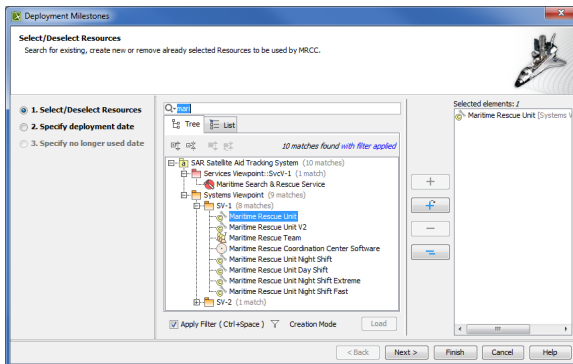 Deployment Milestones
Select/Deselect Resources
Search for existing, create new or remove already selected Resources to be used by MRCC.
1. Select/Deselect Resources
2. Specify deployment date
3. Specify no longer used date
mari
Tree
List
10 matches found with filter applied
SAR Satellite Aid Tracking System (10 matches)
Services Viewpoint::SvcV-1 (1 match)
Maritime Search & Rescue Service
Systems Viewpoint (9 matches)
SV-1 (8 matches)
Maritime Rescue Unit
Maritime Rescue Unit V2
Maritime Rescue Team
Maritime Rescue Coordination Center Software
Maritime Rescue Unit Night Shift
Maritime Rescue Unit Day Shift
Maritime Rescue Unit Night Shift Extreme
Maritime Rescue Unit Night Shift Fast
SV-2 (1 match)
Apply Filter (Ctrl+Space)
Creation Mode
Load
Selected elements: 1
Maritime Rescue Unit [Systems V
< Back
Next >
Finish
Cancel
Help